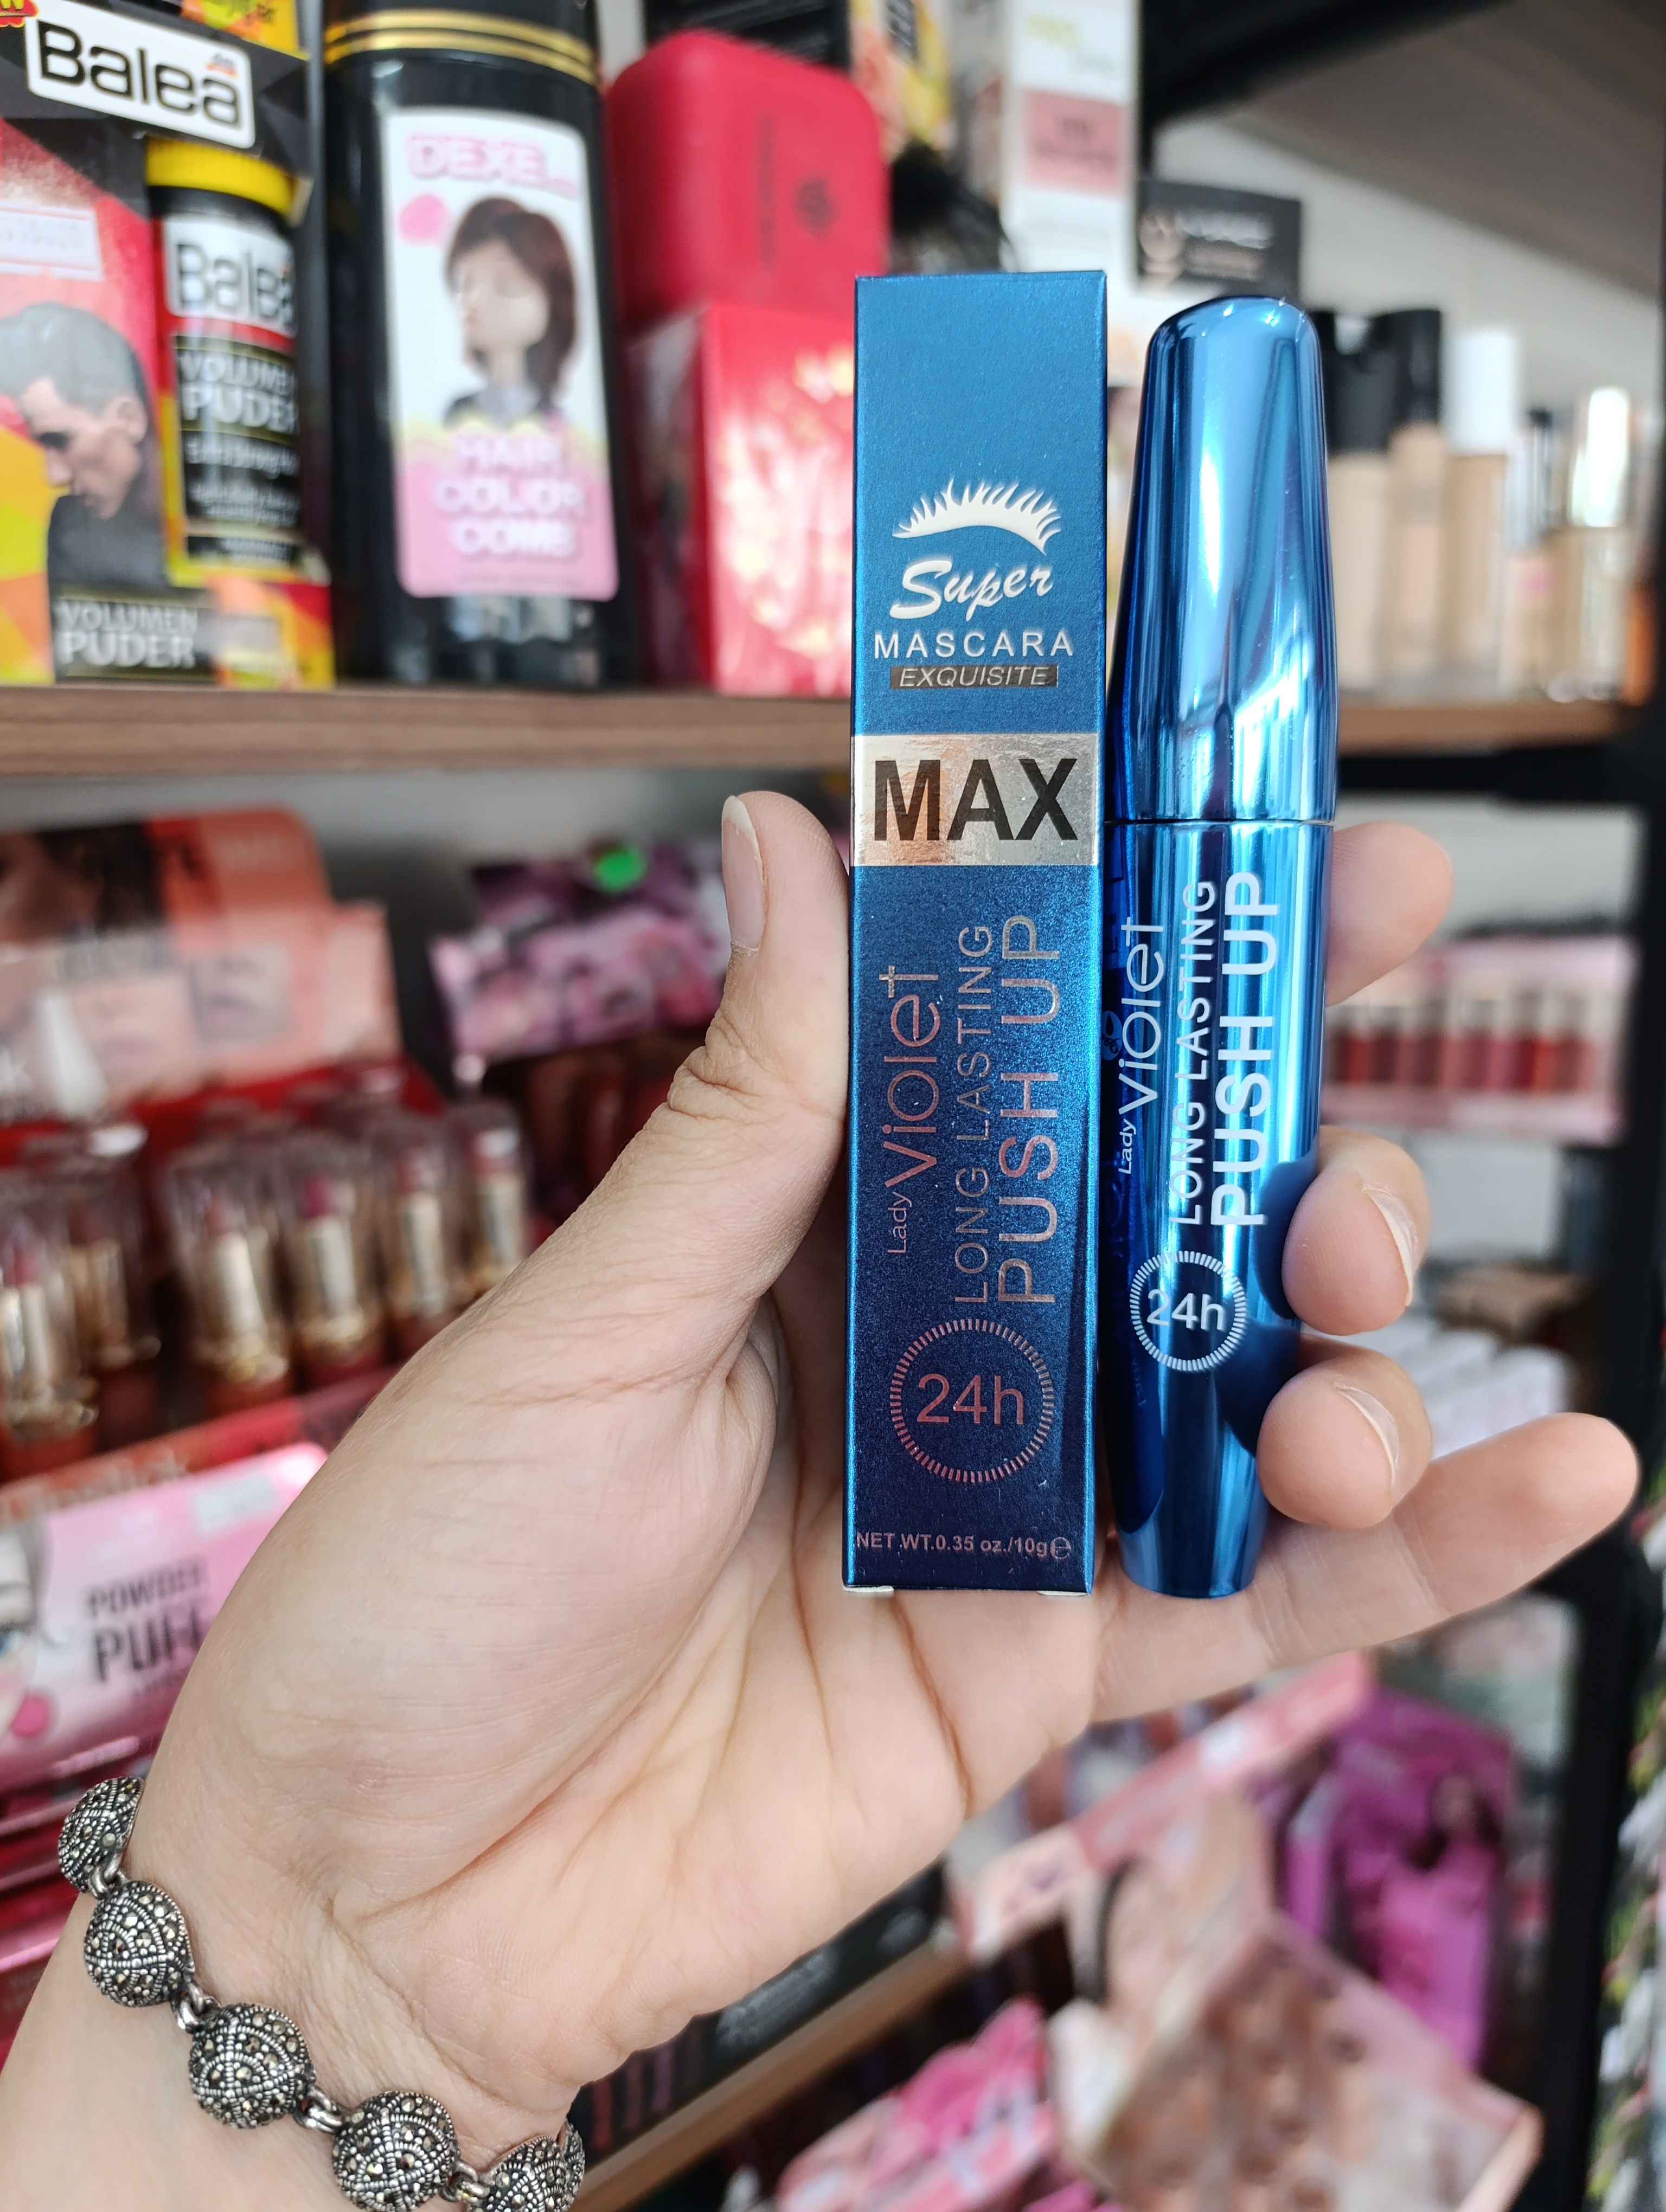 Balea
Balea
VOLUMEN
PUDER
VOLUMEN
PUDER
DEXE
HAIR
COLOR
COMB
Super
MASCARA
EXQUISITE
MAX
Lady Violet
LONG LASTING
PUSH UP
24h
NET WT.0.35 oz./10g℮
Lady Violet
LONG LASTING
PUSH UP
24h
POWDER
PUFF